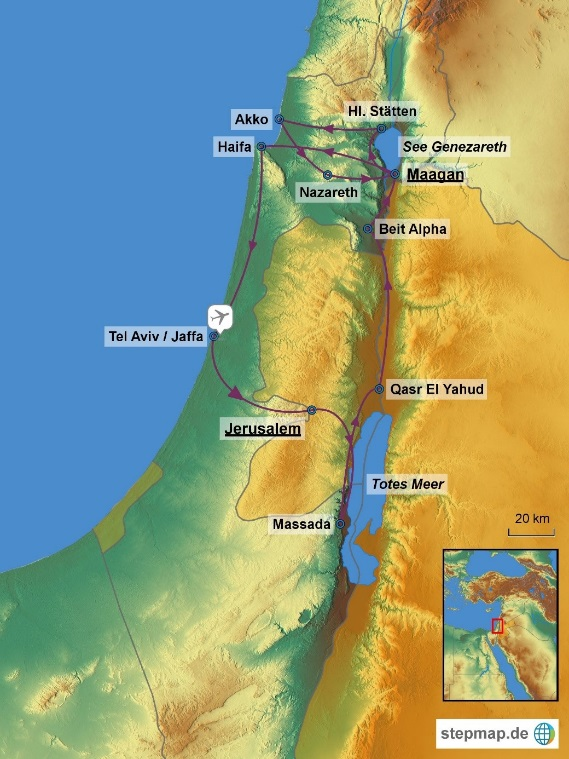 Hl. Stätten
Akko
Haifa
See Genezareth
Maagan
Nazareth
Beit Alpha
Tel Aviv / Jaffa
Qasr El Yahud
Jerusalem
Totes Meer
Massada
20 km
stepmap.de